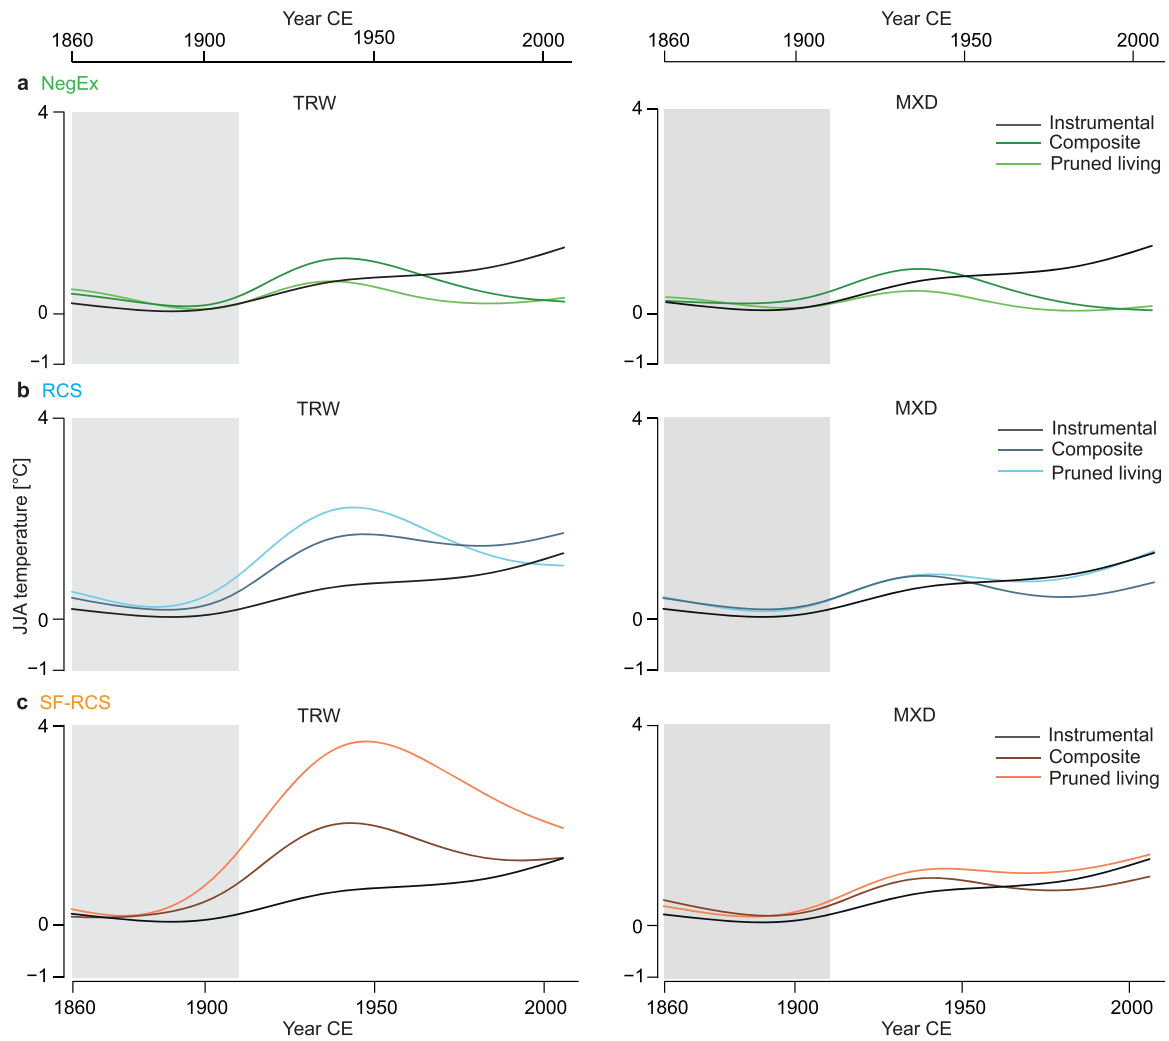 Year CE
Year CE
1860 1900 1950 2000
1860 1900 1950 2000
a NegEx
TRW
MXD
4
0
−1
4
0
−1
Instrumental
Composite
Pruned living
b RCS
TRW
MXD
4
0
−1
4
0
−1
Instrumental
Composite
Pruned living
JJA temperature [°C]
c SF-RCS
TRW
MXD
4
0
−1
4
0
−1
Instrumental
Composite
Pruned living
1860 1900 1950 2000
1860 1900 1950 2000
Year CE
Year CE